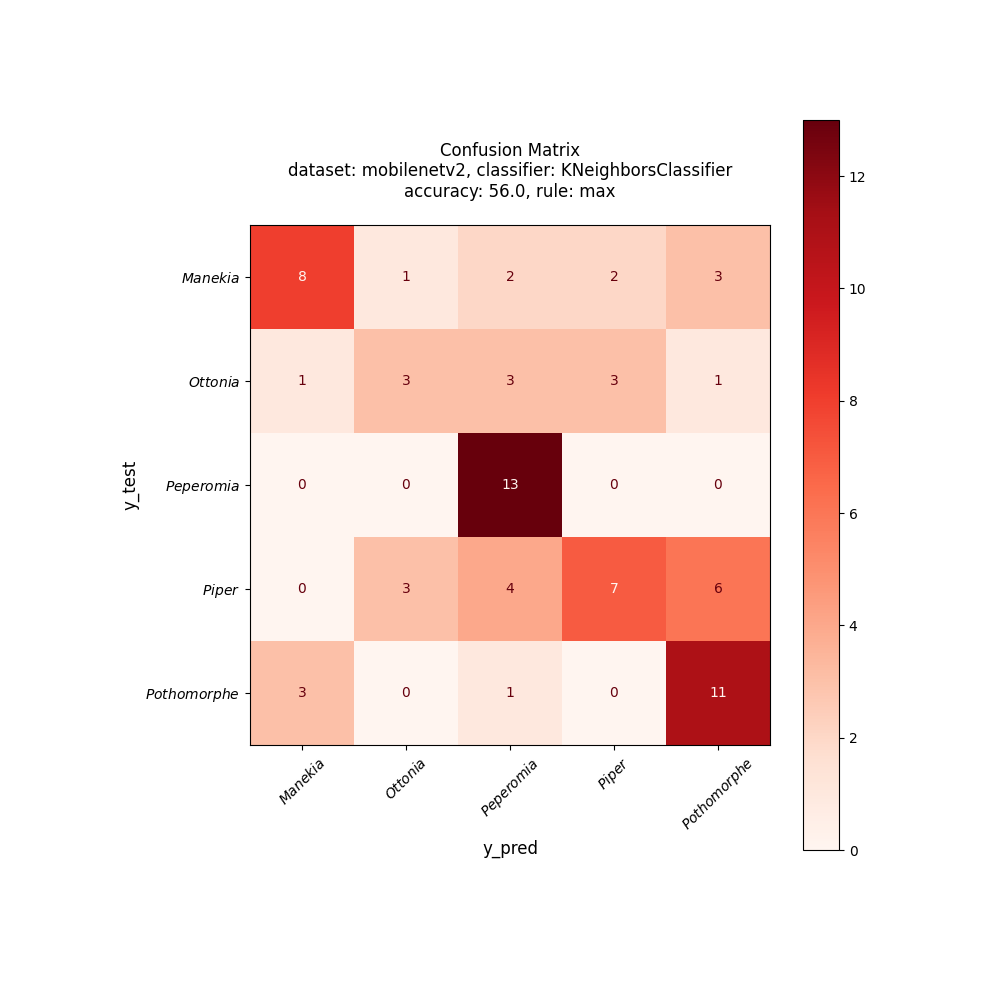 Confusion Matrix
dataset: mobilenetv2, classifier: KNeighborsClassifier
accuracy: 56.0, rule: max
Manekia 8 1 2 2 3
Ottonia 1 3 3 3 1
Peperomia 0 0 13 0 0
Piper 0 3 4 7 6
Pothomorphe 3 0 1 0 11
y_test
Manekia Ottonia Peperomia Piper Pothomorphe
y_pred
12
10
8
6
4
2
0